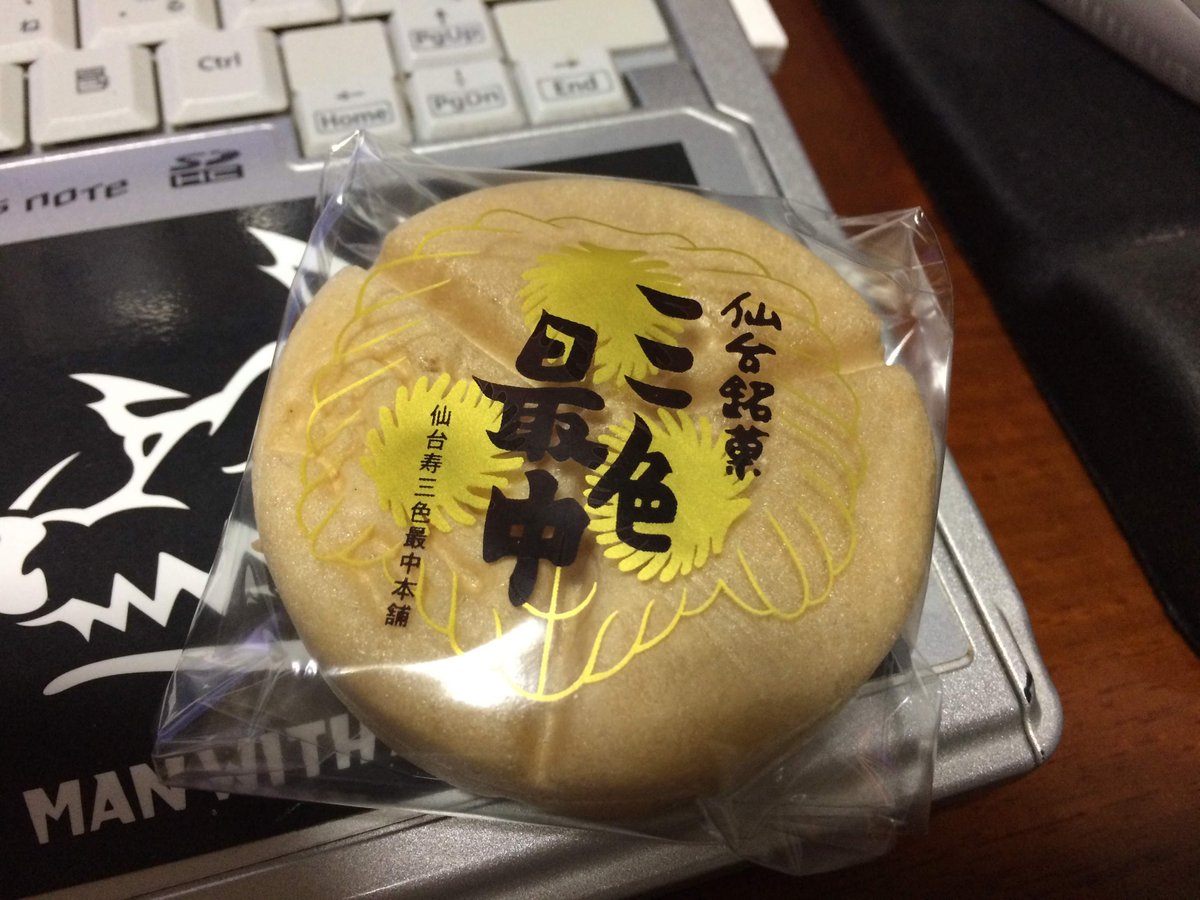 ね
Ctrl
PgUp
Home
PgDn
End
NOTE
仙台銘菓
三色
最中
仙台寿三色最中本舗
MAN WITH